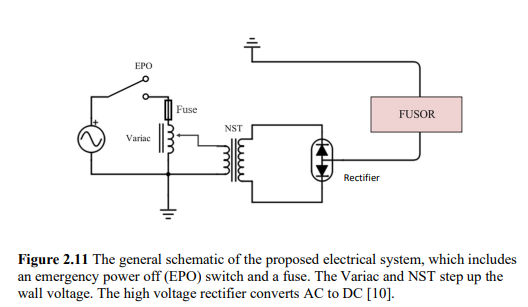 EPO
Fuse
FUSOR
NST
Variac
Rectifier
Figure 2.11 The general schematic of the proposed electrical system, which includes
an emergency power off (EPO) switch and a fuse. The Variac and NST step up the
wall voltage. The high voltage rectifier converts AC to DC [10].